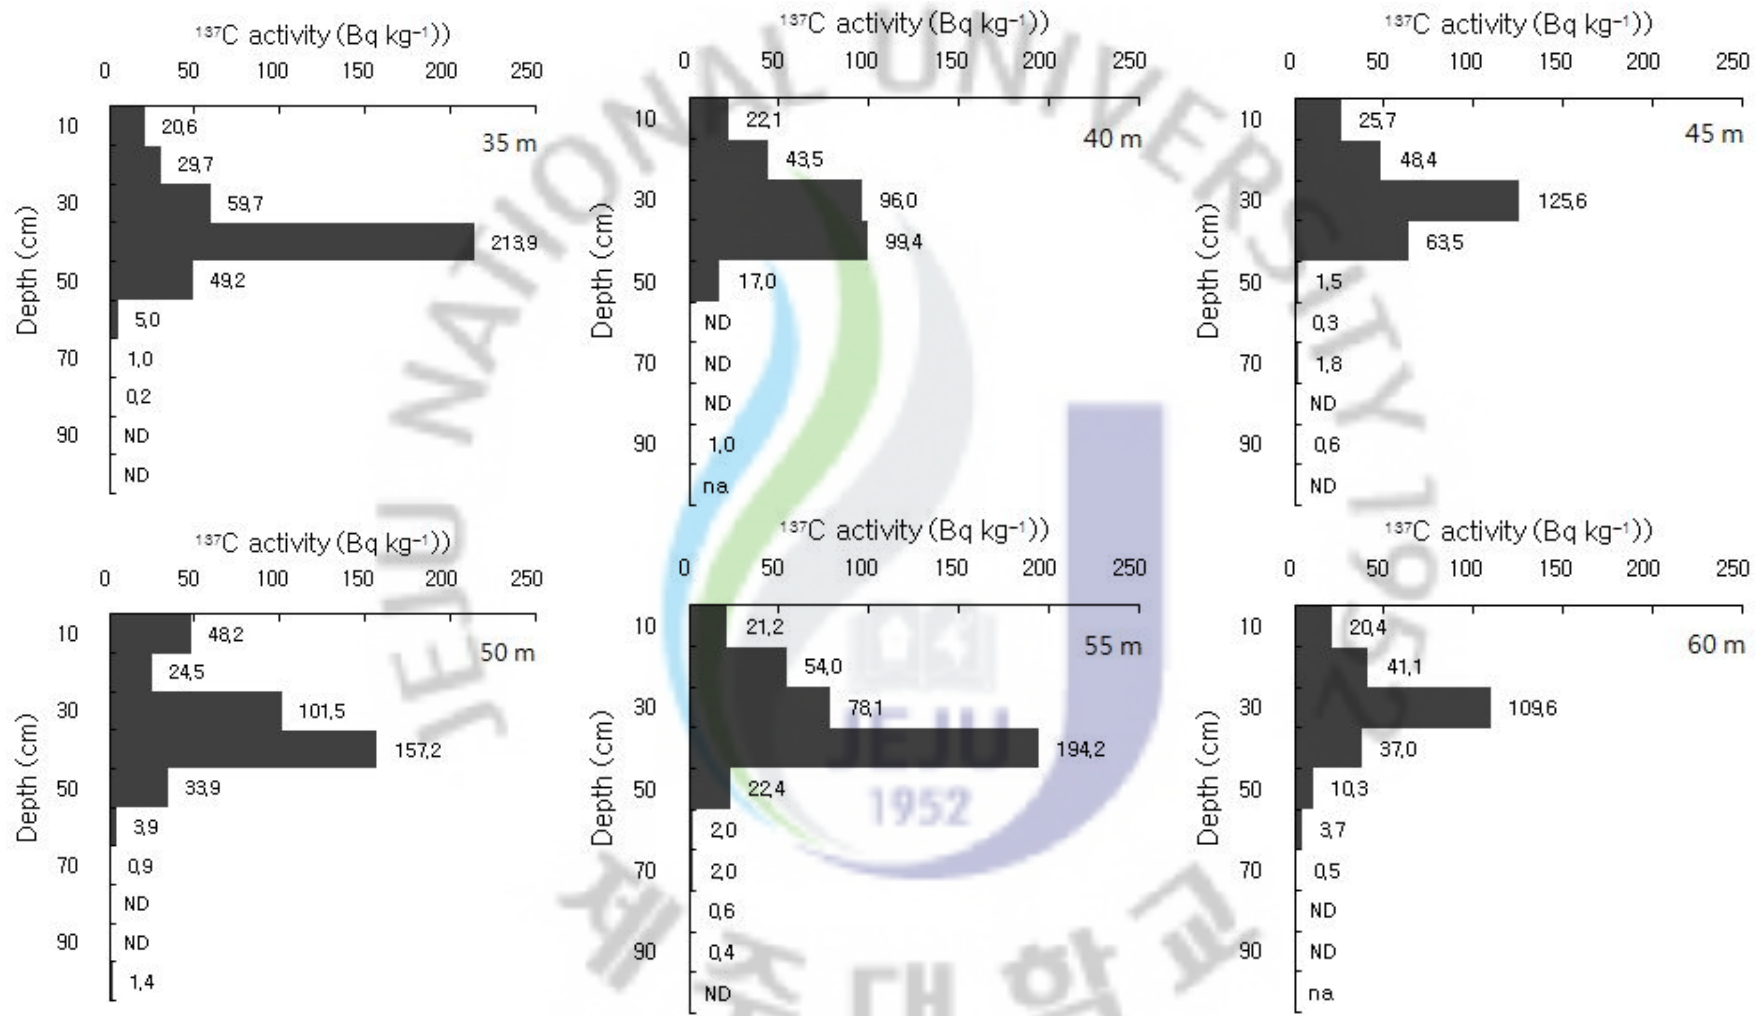 ¹³⁷C activity (Bq kg⁻¹))
0 50 100 150 200 250
35 m
Depth (cm)
10 20,6
29,7
30 59,7
213,9
50 49,2
5,0
70 1,0
0,2
90 ND
ND
¹³⁷C activity (Bq kg⁻¹))
0 50 100 150 200 250
40 m
Depth (cm)
10 22,1
43,5
30 96,0
99,4
50 17,0
ND
70 ND
ND
90 1,0
na
¹³⁷C activity (Bq kg⁻¹))
0 50 100 150 200 250
45 m
Depth (cm)
10 25,7
48,4
30 125,6
63,5
50 1,5
0,3
70 1,8
ND
90 0,6
ND
¹³⁷C activity (Bq kg⁻¹))
0 50 100 150 200 250
50 m
Depth (cm)
10 48,2
24,5
30 101,5
157,2
50 33,9
3,9
70 0,9
ND
90 ND
1,4
¹³⁷C activity (Bq kg⁻¹))
0 50 100 150 200 250
55 m
Depth (cm)
10 21,2
54,0
30 78,1
194,2
50 22,4
2,0
70 2,0
0,6
90 0,4
ND
¹³⁷C activity (Bq kg⁻¹))
0 50 100 150 200 250
60 m
Depth (cm)
10 20,4
41,1
30 109,6
37,0
50 10,3
3,7
70 0,5
ND
90 ND
na
JEJU NATIONAL UNIVERSITY 1952
JEJU
1952
제주대학교